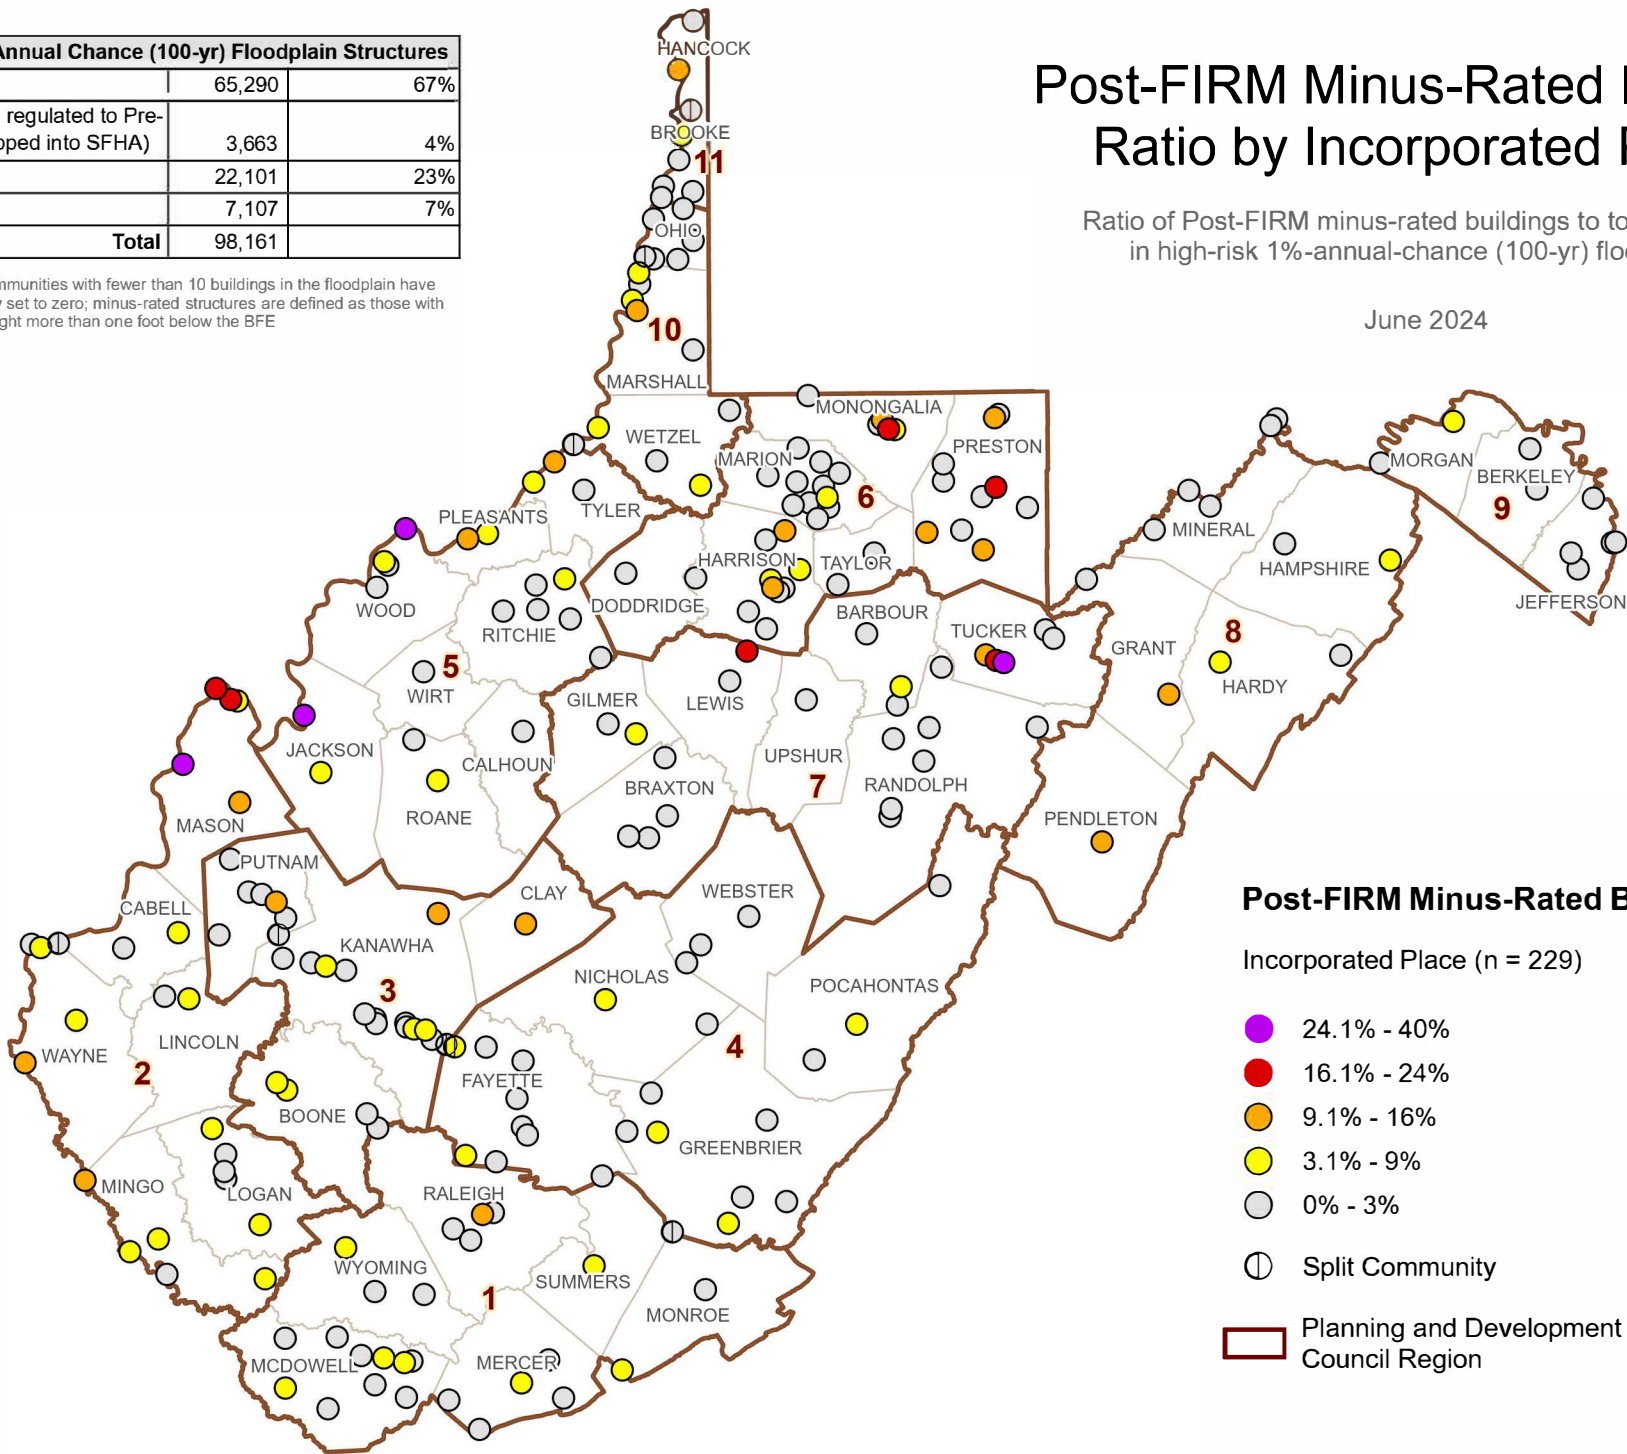 Annual Chance (100-yr) Floodplain Structures
65,290 67%
regulated to Pre-
pped into SFHA) 3,663 4%
22,101 23%
7,107 7%
Total 98,161
mmunities with fewer than 10 buildings in the floodplain have
set to zero; minus-rated structures are defined as those with
ght more than one foot below the BFE
Post-FIRM Minus-Rated
Ratio by Incorporated
Ratio of Post-FIRM minus-rated buildings to to
in high-risk 1%-annual-chance (100-yr) floo
June 2024
HANCOCK
BROOKE
11
OHIO
10
MARSHALL
MONONGALIA
WETZEL
PRESTON
MARION
MORGAN
BERKELEY
6
9
TYLER
PLEASANTS
MINERAL
HARRISON
TAYLOR
HAMPSHIRE
WOOD
DODDRIDGE
JEFFERSON
RITCHIE
BARBOUR
TUCKER
8
GRANT
5
WIRT
HARDY
GILMER
LEWIS
JACKSON
UPSHUR
CALHOUN
7
RANDOLPH
BRAXTON
ROANE
PENDLETON
MASON
PUTNAM
WEBSTER
CLAY
CABELL
KANAWHA
NICHOLAS
POCAHONTAS
3
LINCOLN
4
WAYNE
2
FAYETTE
BOONE
GREENBRIER
MINGO
LOGAN
RALEIGH
WYOMING
SUMMERS
1
MONROE
MCDOWELL
MERCER
Post-FIRM Minus-Rated B
Incorporated Place (n = 229)
24.1% - 40%
16.1% - 24%
9.1% - 16%
3.1% - 9%
0% - 3%
Split Community
Planning and Development
Council Region